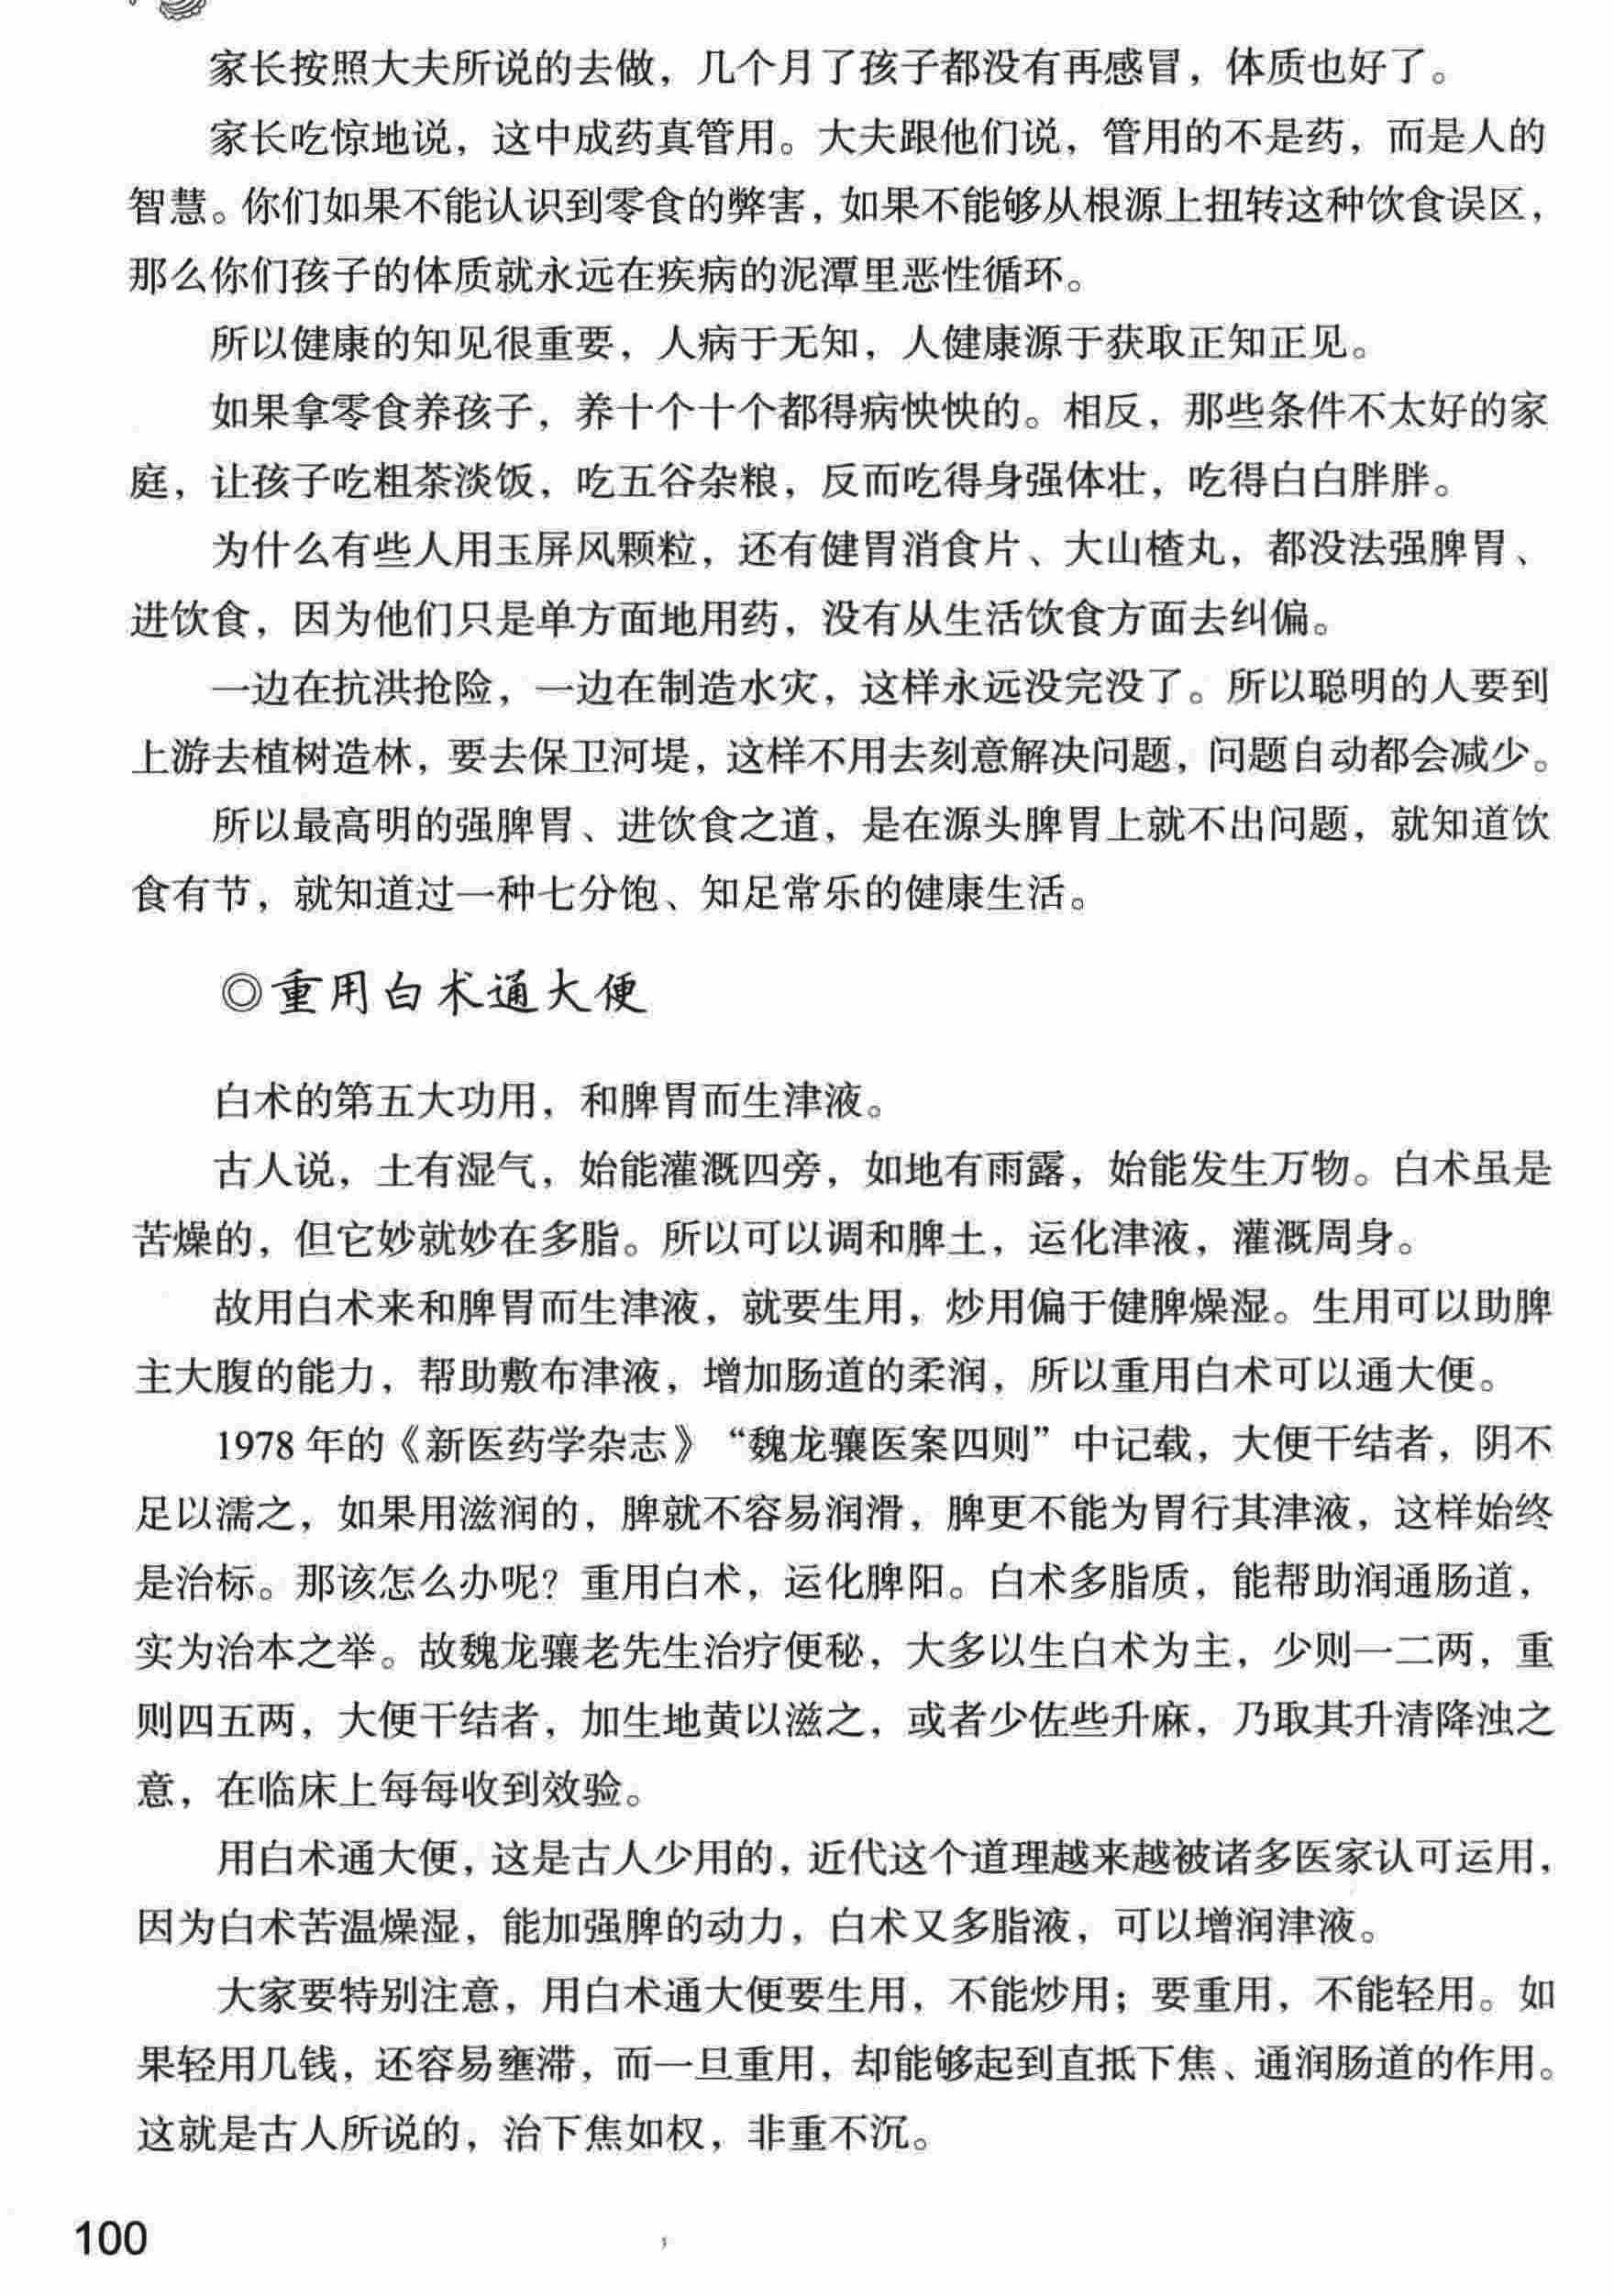 家长按照大夫所说的去做，几个月了孩子都没有再感冒，体质也好了。
家长吃惊地说，这中成药真管用。大夫跟他们说，管用的不是药，而是人的
智慧。你们如果不能认识到零食的弊害，如果不能够从根源上扭转这种饮食误区，
那么你们孩子的体质就永远在疾病的泥潭里恶性循环。
所以健康的知见很重要，人病于无知，人健康源于获取正知正见。
如果拿零食养孩子，养十个十个都得病怏怏的。相反，那些条件不太好的家
庭，让孩子吃粗茶淡饭，吃五谷杂粮，反而吃得身强体壮，吃得白白胖胖。
为什么有些人用玉屏风颗粒，还有健胃消食片、大山楂丸，都没法强脾胃、
进饮食，因为他们只是单方面地用药，没有从生活饮食方面去纠偏。
一边在抗洪抢险，一边在制造水灾，这样永远没完没了。所以聪明的人要到
上游去植树造林，要去保卫河堤，这样不用去刻意解决问题，问题自动都会减少。
所以最高明的强脾胃、进饮食之道，是在源头脾胃上就不出问题，就知道饮
食有节，就知道过一种七分饱、知足常乐的健康生活。
◎重用白术通大便
白术的第五大功用，和脾胃而生津液。
古人说，土有湿气，始能灌溉四旁，如地有雨露，始能发生万物。白术虽是
苦燥的，但它妙就妙在多脂。所以可以调和脾土，运化津液，灌溉周身。
故用白术来和脾胃而生津液，就要生用，炒用偏于健脾燥湿。生用可以助脾
主大腹的能力，帮助敷布津液，增加肠道的柔润，所以重用白术可以通大便。
1978 年的《新医药学杂志》“魏龙骧医案四则”中记载，大便干结者，阴不
足以濡之，如果用滋润的，脾就不容易润滑，脾更不能为胃行其津液，这样始终
是治标。那该怎么办呢？重用白术，运化脾阳。白术多脂质，能帮助润通肠道，
实为治本之举。故魏龙骧老先生治疗便秘，大多以生白术为主，少则一二两，重
则四五两，大便干结者，加生地黄以滋之，或者少佐些升麻，乃取其升清降浊之
意，在临床上每每收到效验。
用白术通大便，这是古人少用的，近代这个道理越来越被诸多医家认可运用，
因为白术苦温燥湿，能加强脾的动力，白术又多脂液，可以增润津液。
大家要特别注意，用白术通大便要生用，不能炒用；要重用，不能轻用。如
果轻用几钱，还容易壅滞，而一旦重用，却能够起到直抵下焦、通润肠道的作用。
这就是古人所说的，治下焦如权，非重不沉。
100